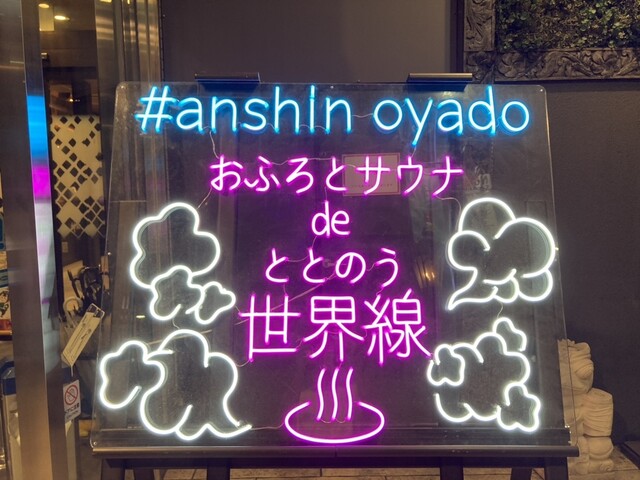 #anshin oyado
おふろとサウナ
de
ととのう
世界線